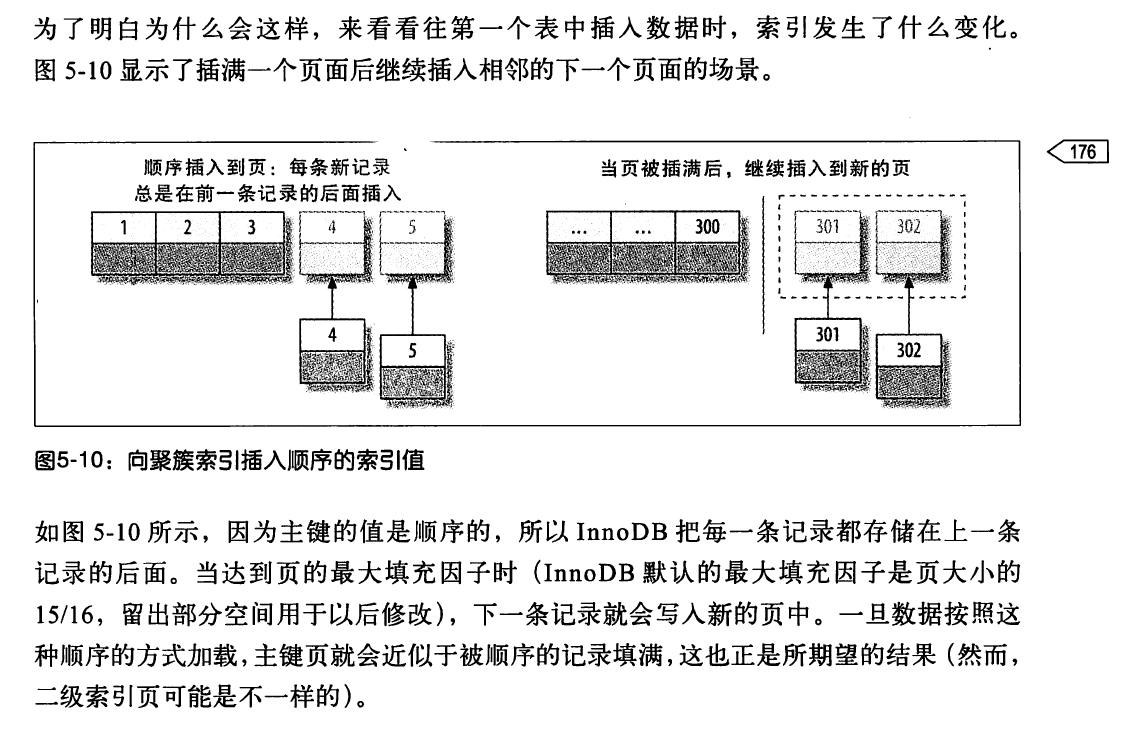 为了明白为什么会这样，来看看往第一个表中插入数据时，索引发生了什么变化。
图 5-10 显示了插满一个页面后继续插入相邻的下一个页面的场景。
176
顺序插入到页：每条新记录
总是在前一条记录的后面插入
当页被插满后，继续插入到新的页
1 2 3 4 5
... ... 300 301 302
4
5
301
302
图5-10：向聚簇索引插入顺序的索引值
如图 5-10 所示，因为主键的值是顺序的，所以 InnoDB 把每一条记录都存储在上一条
记录的后面。当达到页的最大填充因子时（InnoDB 默认的最大填充因子是页大小的
15/16，留出部分空间用于以后修改），下一条记录就会写入新的页中。一旦数据按照这
种顺序的方式加载，主键页就会近似于被顺序的记录填满，这也正是所期望的结果（然而，
二级索引页可能是不一样的）。